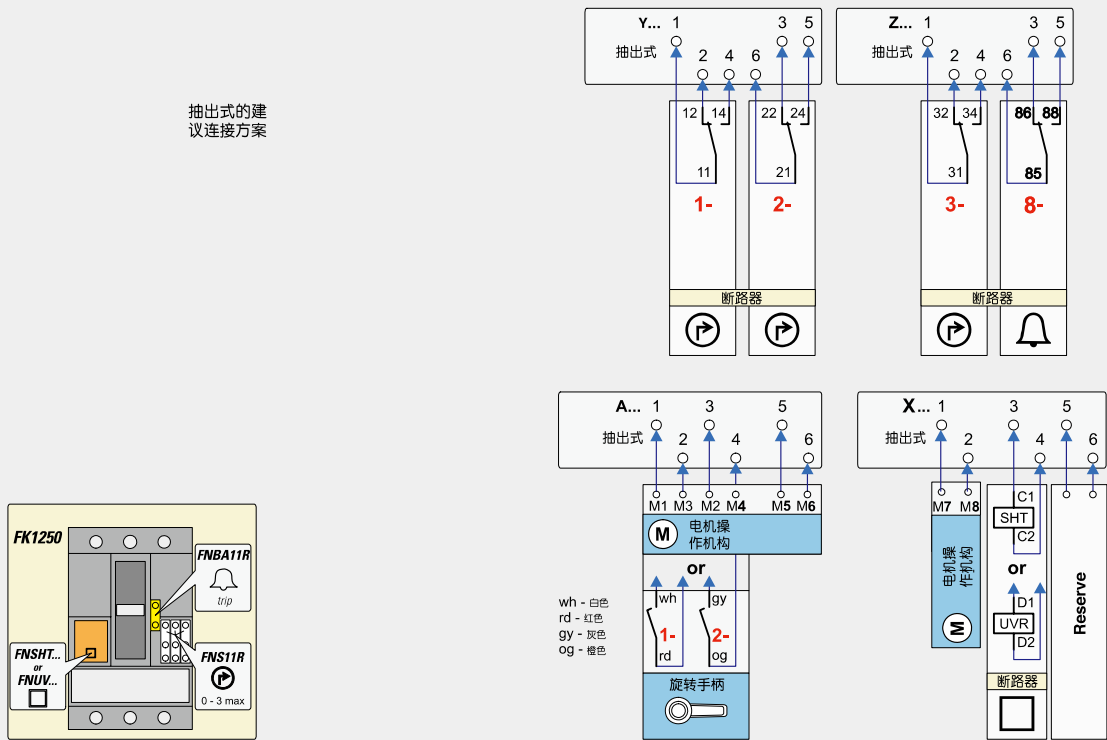 抽出式的建
议连接方案
Y... 1 3 5
抽出式 2 4 6
12 14 22 24
11 21
1- 2-
断路器
Z... 1 3 5
抽出式 2 4 6
32 34 86 88
31 85
3- 8-
断路器
A... 1 3 5
抽出式 2 4 6
M1 M3 M2 M4 M5 M6
M 电机操
作机构
or
wh gy
1- 2-
rd og
旋转手柄
wh - 白色
rd - 红色
gy - 灰色
og - 橙色
X... 1 3 5
抽出式 2 4 6
M7 M8
电机操
作机构
M
C1
SHT
C2
or
D1
UVR
D2
断路器
Reserve
FK1250
FNBA11R
trip
FNSHT...
or
FNUV...
FNS11R
0 - 3 max